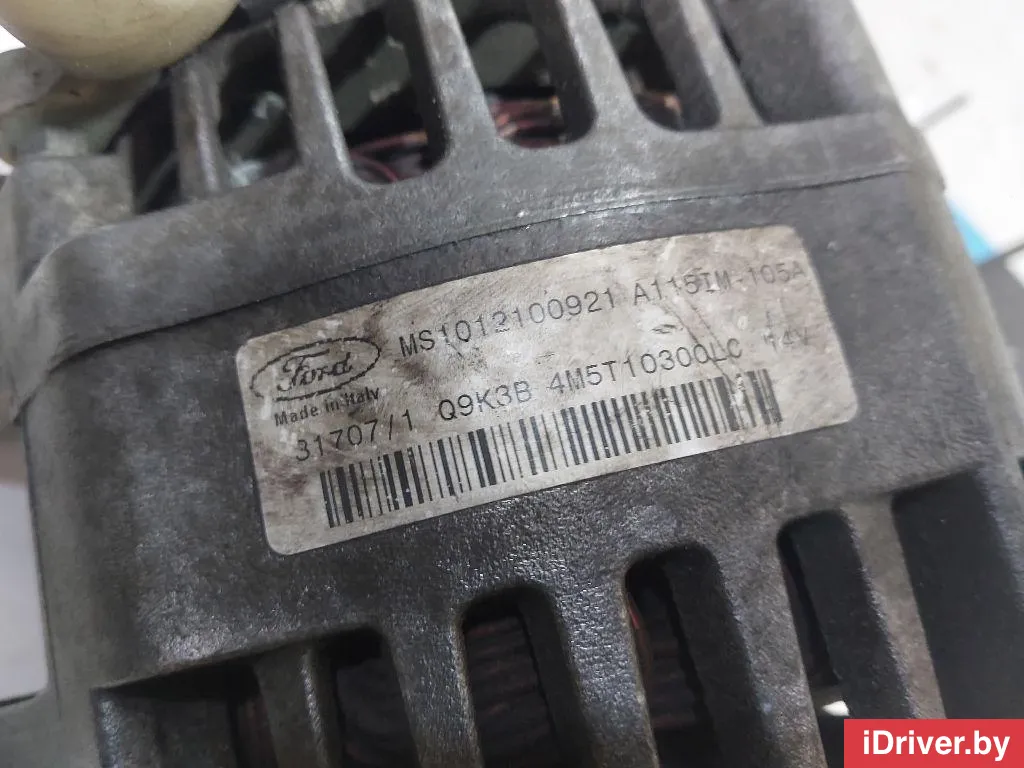 MS1012100921 A115IM-105A
Ford
Made in Italy
31707/1 Q9K3B 4M5T10300LC 14V
iDriver.by